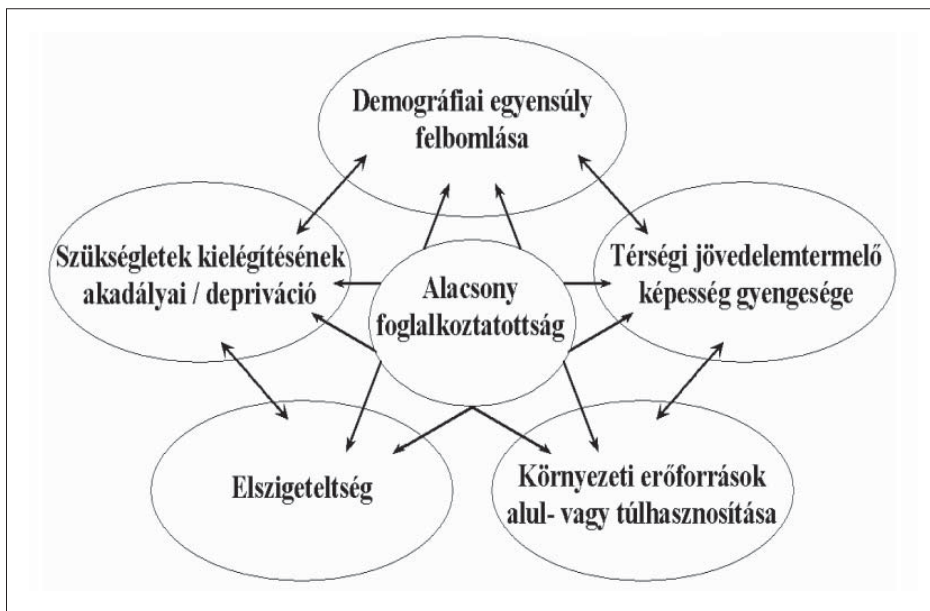 Demográfiai egyensúly
felbomlása
Szükségletek kielégítésének
akadályai / depriváció
Térségi jövedelemtermelő
képesség gyengesége
Alacsony
foglalkoztatottság
Elszigeteltség
Környezeti erőforrások
alul- vagy túlhasznosítása